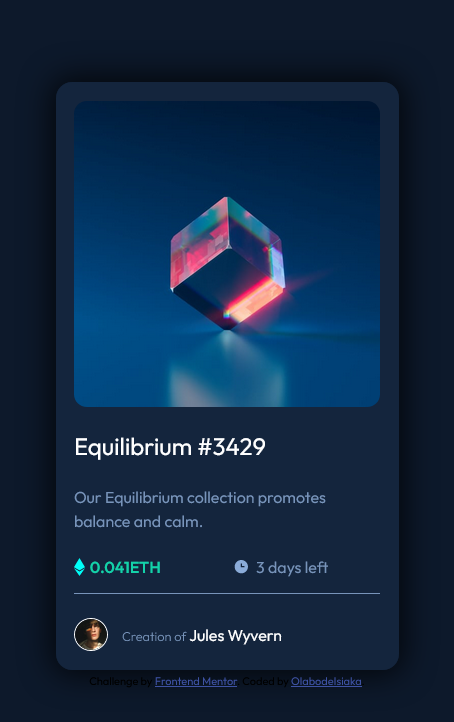 Equilibrium #3429
Our Equilibrium collection promotes
balance and calm.
0.041ETH
3 days left
Creation of Jules Wyvern
Challenge by Frontend Mentor. Coded by Olabodelsiaka